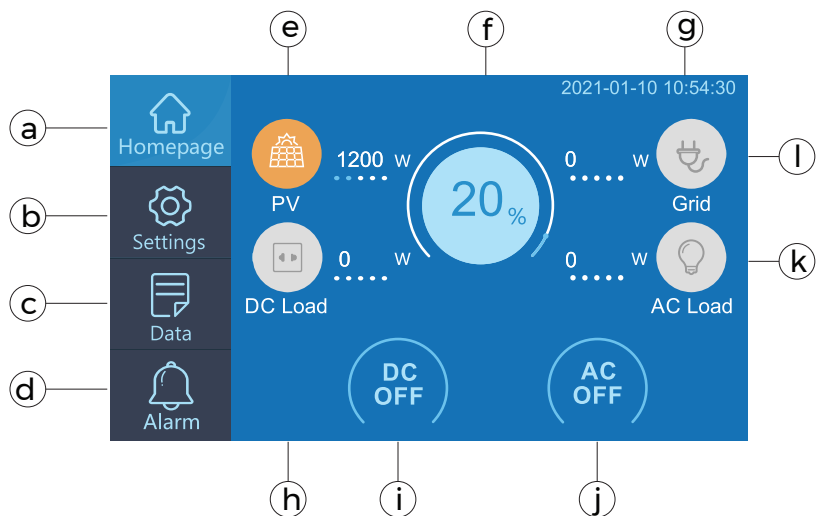 e f g
2021-01-10 10:54:30
a Homepage
1200 W
20%
0 W
l
PV
Grid
b Settings
0 W
0 W
k
DC Load
AC Load
c Data
d Alarm
DC
OFF
AC
OFF
h i j